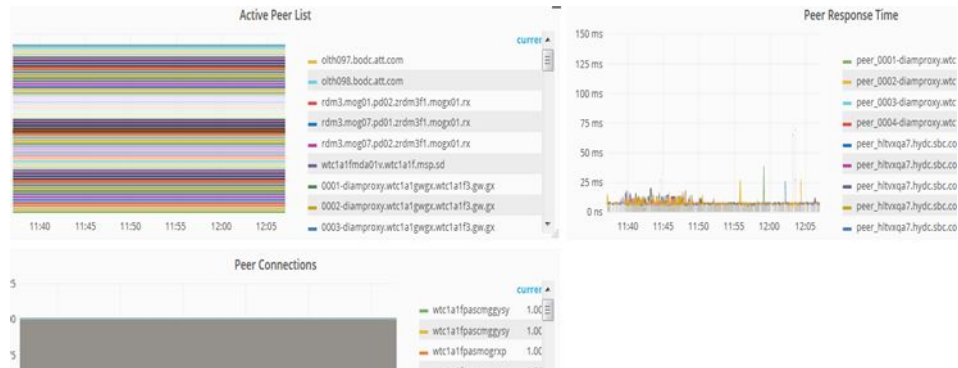 Active Peer List
curren
olth097.bodc.att.com
olth098.bodc.att.com
rdm3.mog01.pd02.zrdm3f1.mogx01.rx
rdm3.mog07.pd01.zrdm3f1.mogx01.rx
rdm3.mog07.pd02.zrdm3f1.mogx01.rx
wtc1a1fmda01v.wtc1a1f.msp.sd
0001-diamproxy.wtc1a1gwgx.wtc1a1f3.gw.gx
0002-diamproxy.wtc1a1gwgx.wtc1a1f3.gw.gx
0003-diamproxy.wtc1a1gwgx.wtc1a1f3.gw.gx
11:40 11:45 11:50 11:55 12:00 12:05
Peer Response Time
150 ms
125 ms
100 ms
75 ms
50 ms
25 ms
0 ns
11:40 11:45 11:50 11:55 12:00 12:05
peer_0001-diamproxy.wtc
peer_0002-diamproxy.wtc
peer_0003-diamproxy.wtc
peer_0004-diamproxy.wtc
peer_hltvxqa7.hydc.sbc.co
peer_hltvxqa7.hydc.sbc.co
peer_hltvxqa7.hydc.sbc.co
peer_hltvxqa7.hydc.sbc.co
peer_hltvxqa7.hydc.sbc.co
Peer Connections
curren
wtc1a1fpascmggysy 1.00
wtc1a1fpascmggysy 1.00
wtc1a1fpasmogrxp 1.00